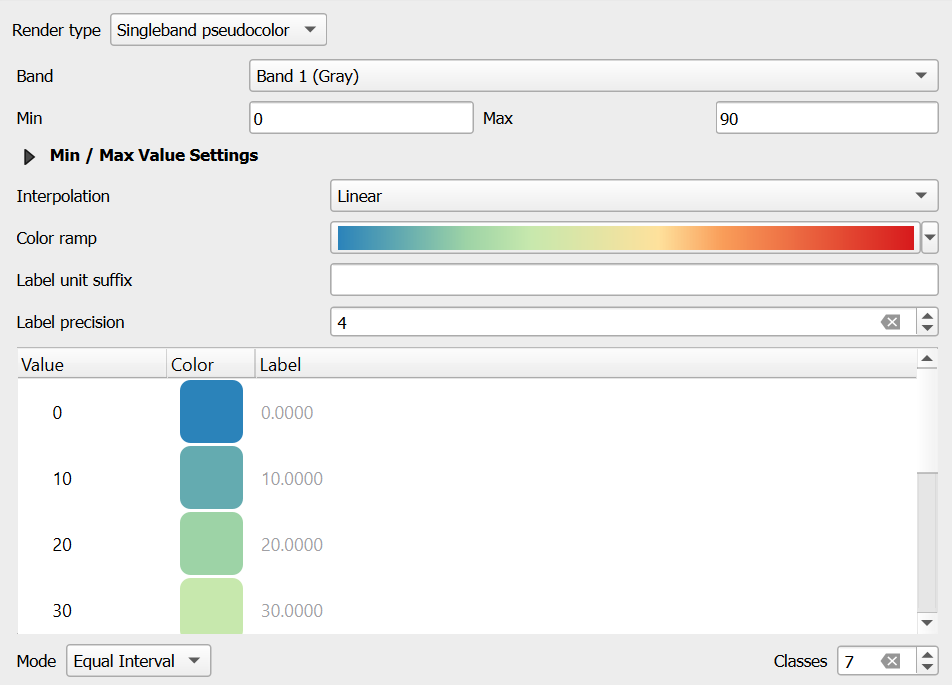 Render type Singleband pseudocolor
Band Band 1 (Gray)
Min 0 Max 90
Min / Max Value Settings
Interpolation Linear
Color ramp
Label unit suffix
Label precision 4
Value Color Label
0 0.0000
10 10.0000
20 20.0000
30 30.0000
Mode Equal Interval Classes 7